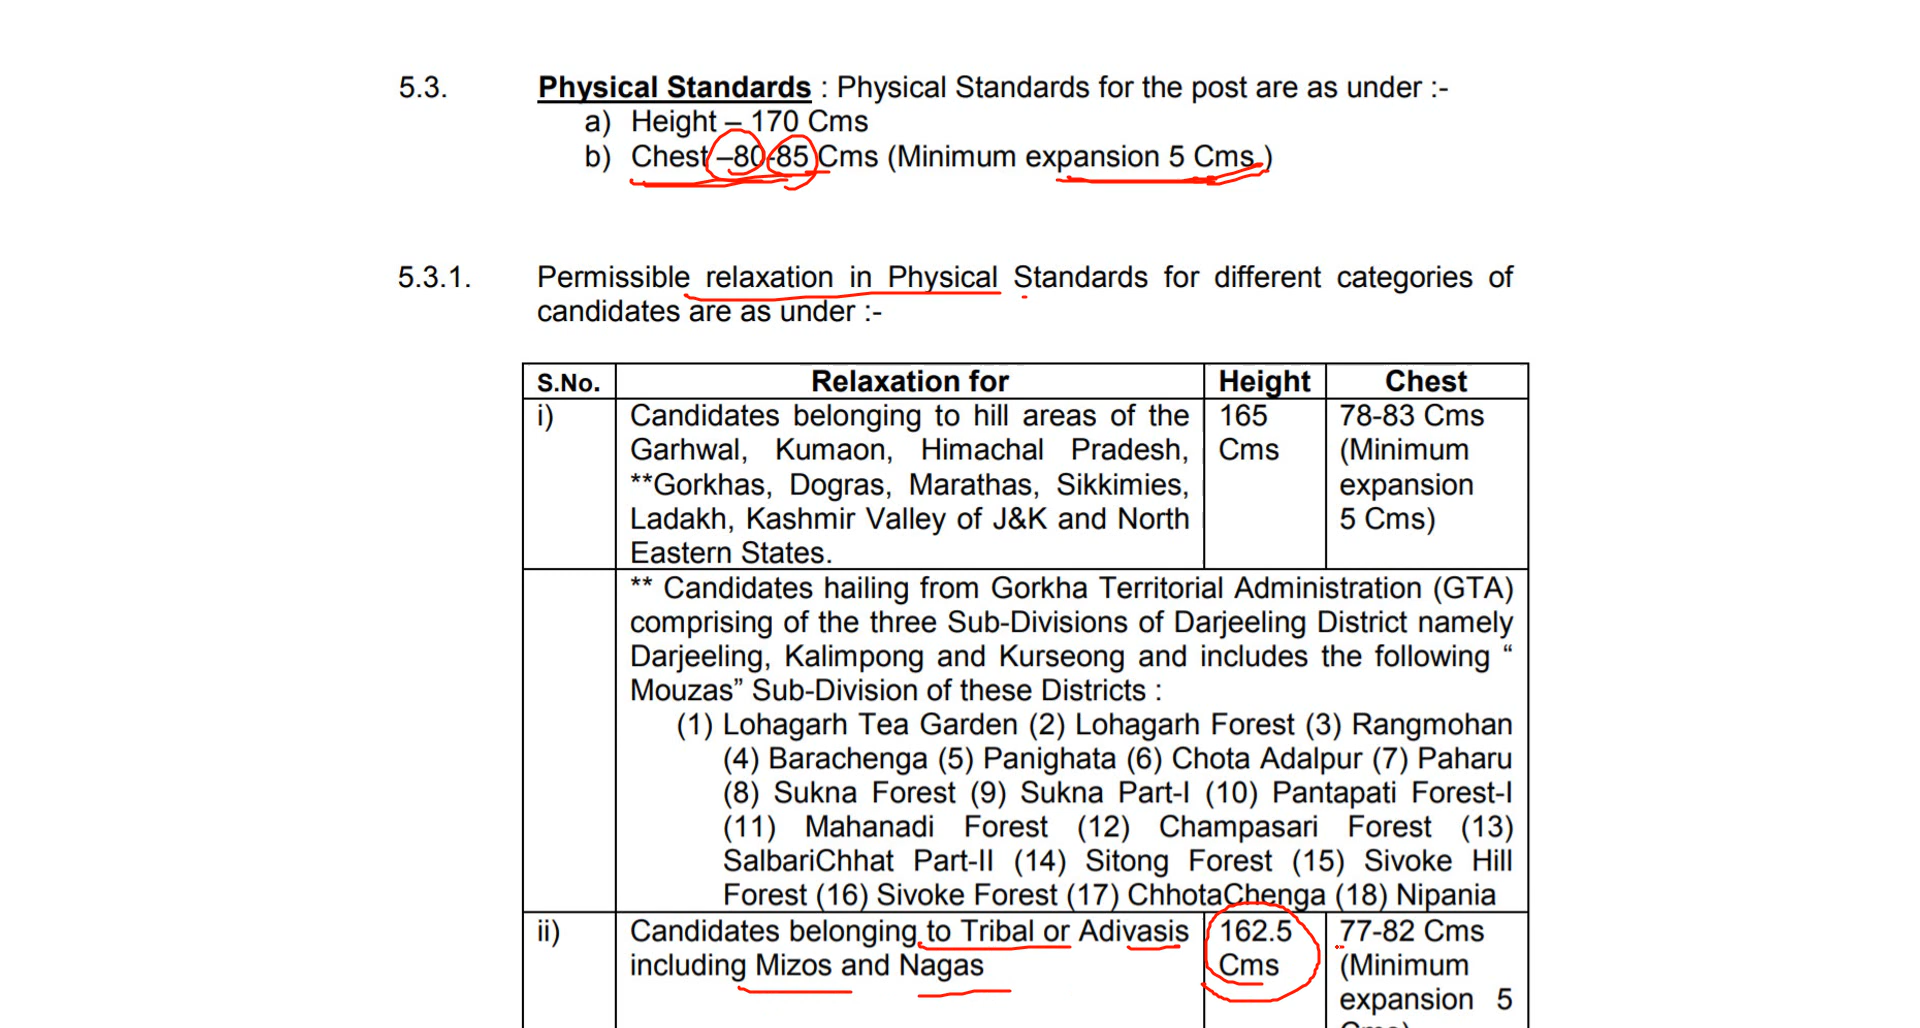 5.3. Physical Standards : Physical Standards for the post are as under :-
a) Height – 170 Cms
b) Chest –80-85 Cms (Minimum expansion 5 Cms.)
5.3.1. Permissible relaxation in Physical Standards for different categories of
candidates are as under :-
S.No. Relaxation for Height Chest
i) Candidates belonging to hill areas of the 165 78-83 Cms
Garhwal, Kumaon, Himachal Pradesh, Cms (Minimum
**Gorkhas, Dogras, Marathas, Sikkimies, expansion
Ladakh, Kashmir Valley of J&K and North 5 Cms)
Eastern States.
** Candidates hailing from Gorkha Territorial Administration (GTA)
comprising of the three Sub-Divisions of Darjeeling District namely
Darjeeling, Kalimpong and Kurseong and includes the following “
Mouzas” Sub-Division of these Districts :
(1) Lohagarh Tea Garden (2) Lohagarh Forest (3) Rangmohan
(4) Barachenga (5) Panighata (6) Chota Adalpur (7) Paharu
(8) Sukna Forest (9) Sukna Part-I (10) Pantapati Forest-I
(11) Mahanadi Forest (12) Champasari Forest (13)
SalbariChhat Part-II (14) Sitong Forest (15) Sivoke Hill
Forest (16) Sivoke Forest (17) ChhotaChenga (18) Nipania
ii) Candidates belonging to Tribal or Adivasis 162.5 77-82 Cms
including Mizos and Nagas Cms (Minimum
expansion 5
Cms)